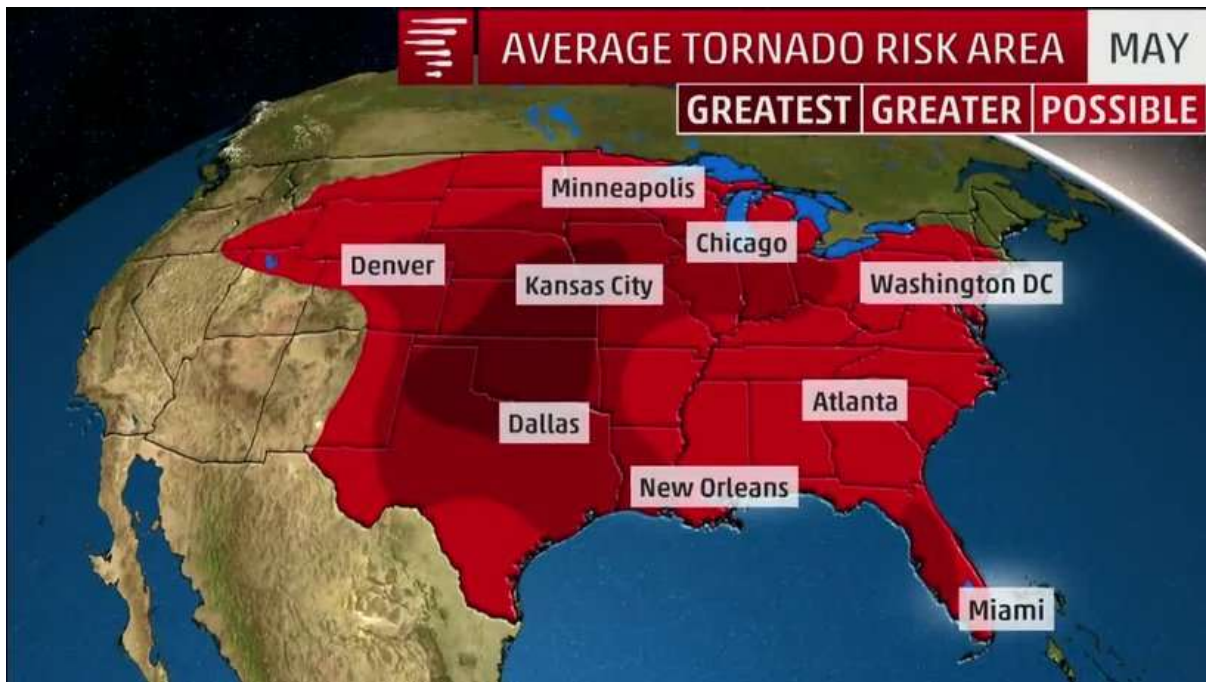 AVERAGE TORNADO RISK AREA MAY
GREATEST GREATER POSSIBLE
Minneapolis
Chicago
Denver
Kansas City
Washington DC
Atlanta
Dallas
New Orleans
Miami